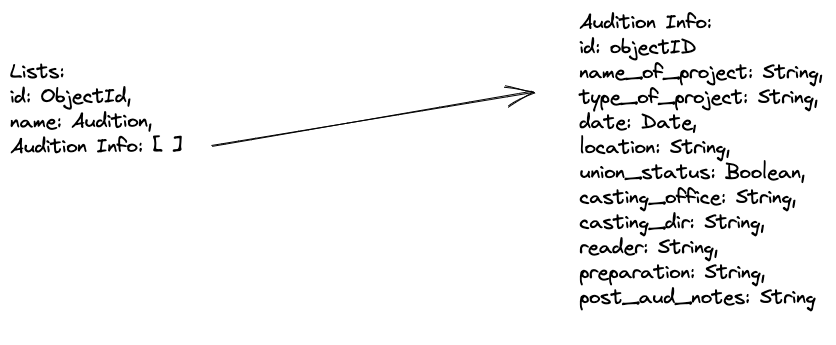 Lists:
id: ObjectId,
name: Audition,
Audition Info: [ ]
Audition Info:
id: objectID
name_of_project: String,
type_of_project: String,
date: Date,
location: String,
union_status: Boolean,
casting_office: String,
casting_dir: String,
reader: String,
preparation: String,
post_aud_notes: String